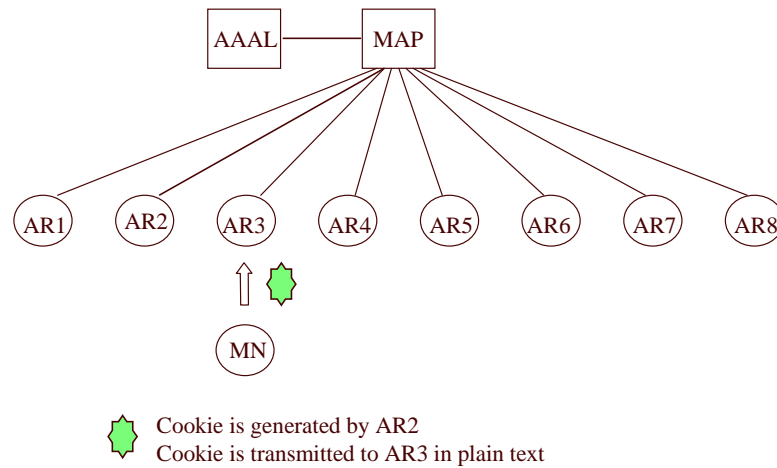 AAAL MAP
AR1 AR2 AR3 AR4 AR5 AR6 AR7 AR8
MN
Cookie is generated by AR2
Cookie is transmitted to AR3 in plain text